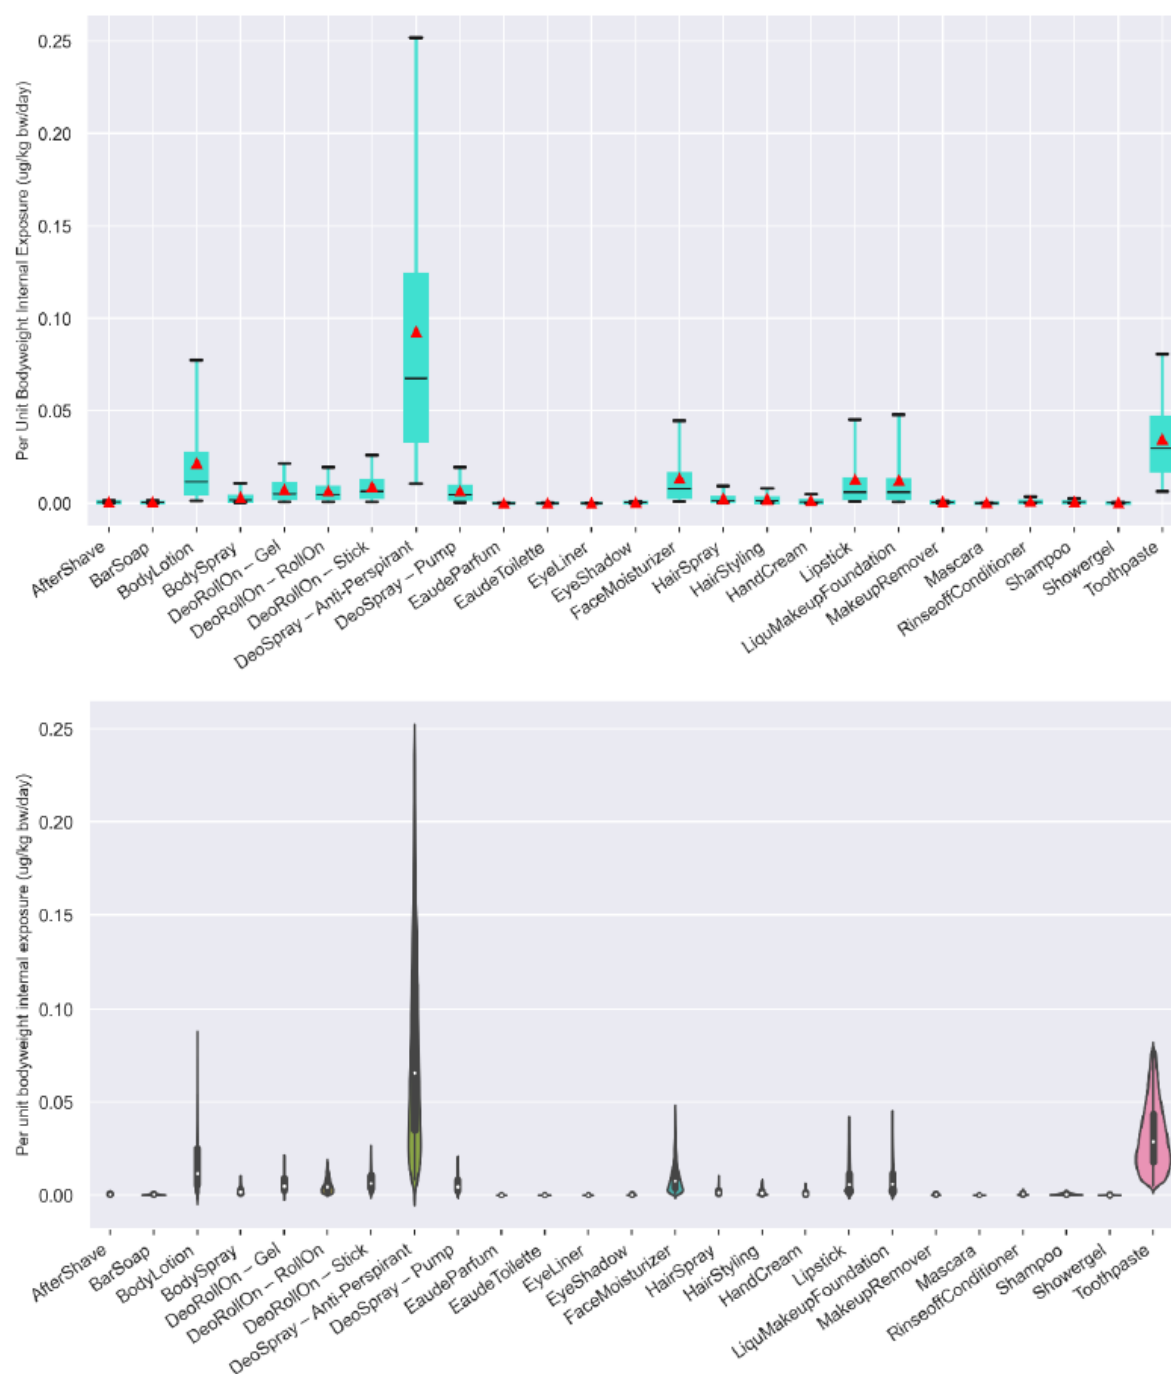 Per Unit Bodyweight Internal Exposure (ug/kg bw/day)
0.25
0.20
0.15
0.10
0.05
0.00
AfterShave
BarSoap
BodyLotion
BodySpray
DeoRollOn – Gel
DeoRollOn – RollOn
DeoRollOn – Stick
DeoSpray – Anti-Perspirant
DeoSpray – Pump
EaudeParfum
EaudeToilette
EyeLiner
EyeShadow
FaceMoisturizer
HairSpray
HairStyling
HandCream
Lipstick
LiquMakeupFoundation
MakeupRemover
Mascara
RinseoffConditioner
Shampoo
Showergel
Toothpaste
Per unit bodyweight internal exposure (ug/kg bw/day)
0.25
0.20
0.15
0.10
0.05
0.00
AfterShave
BarSoap
BodyLotion
BodySpray
DeoRollOn – Gel
DeoRollOn – RollOn
DeoRollOn – Stick
DeoSpray – Anti-Perspirant
DeoSpray – Pump
EaudeParfum
EaudeToilette
EyeLiner
EyeShadow
FaceMoisturizer
HairSpray
HairStyling
HandCream
Lipstick
LiquMakeupFoundation
MakeupRemover
Mascara
RinseoffConditioner
Shampoo
Showergel
Toothpaste